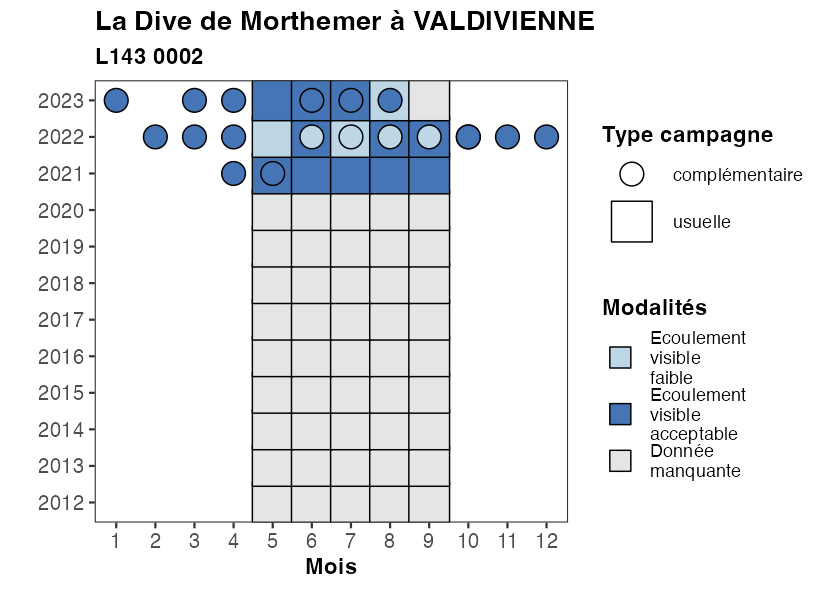 La Dive de Morthemer à VALDIVIENNE
L143 0002
2023
2022
2021
2020
2019
2018
2017
2016
2015
2014
2013
2012
1 2 3 4 5 6 7 8 9 10 11 12
Mois
Type campagne
complémentaire
usuelle
Modalités
Ecoulement
visible
faible
Ecoulement
visible
acceptable
Donnée
manquante